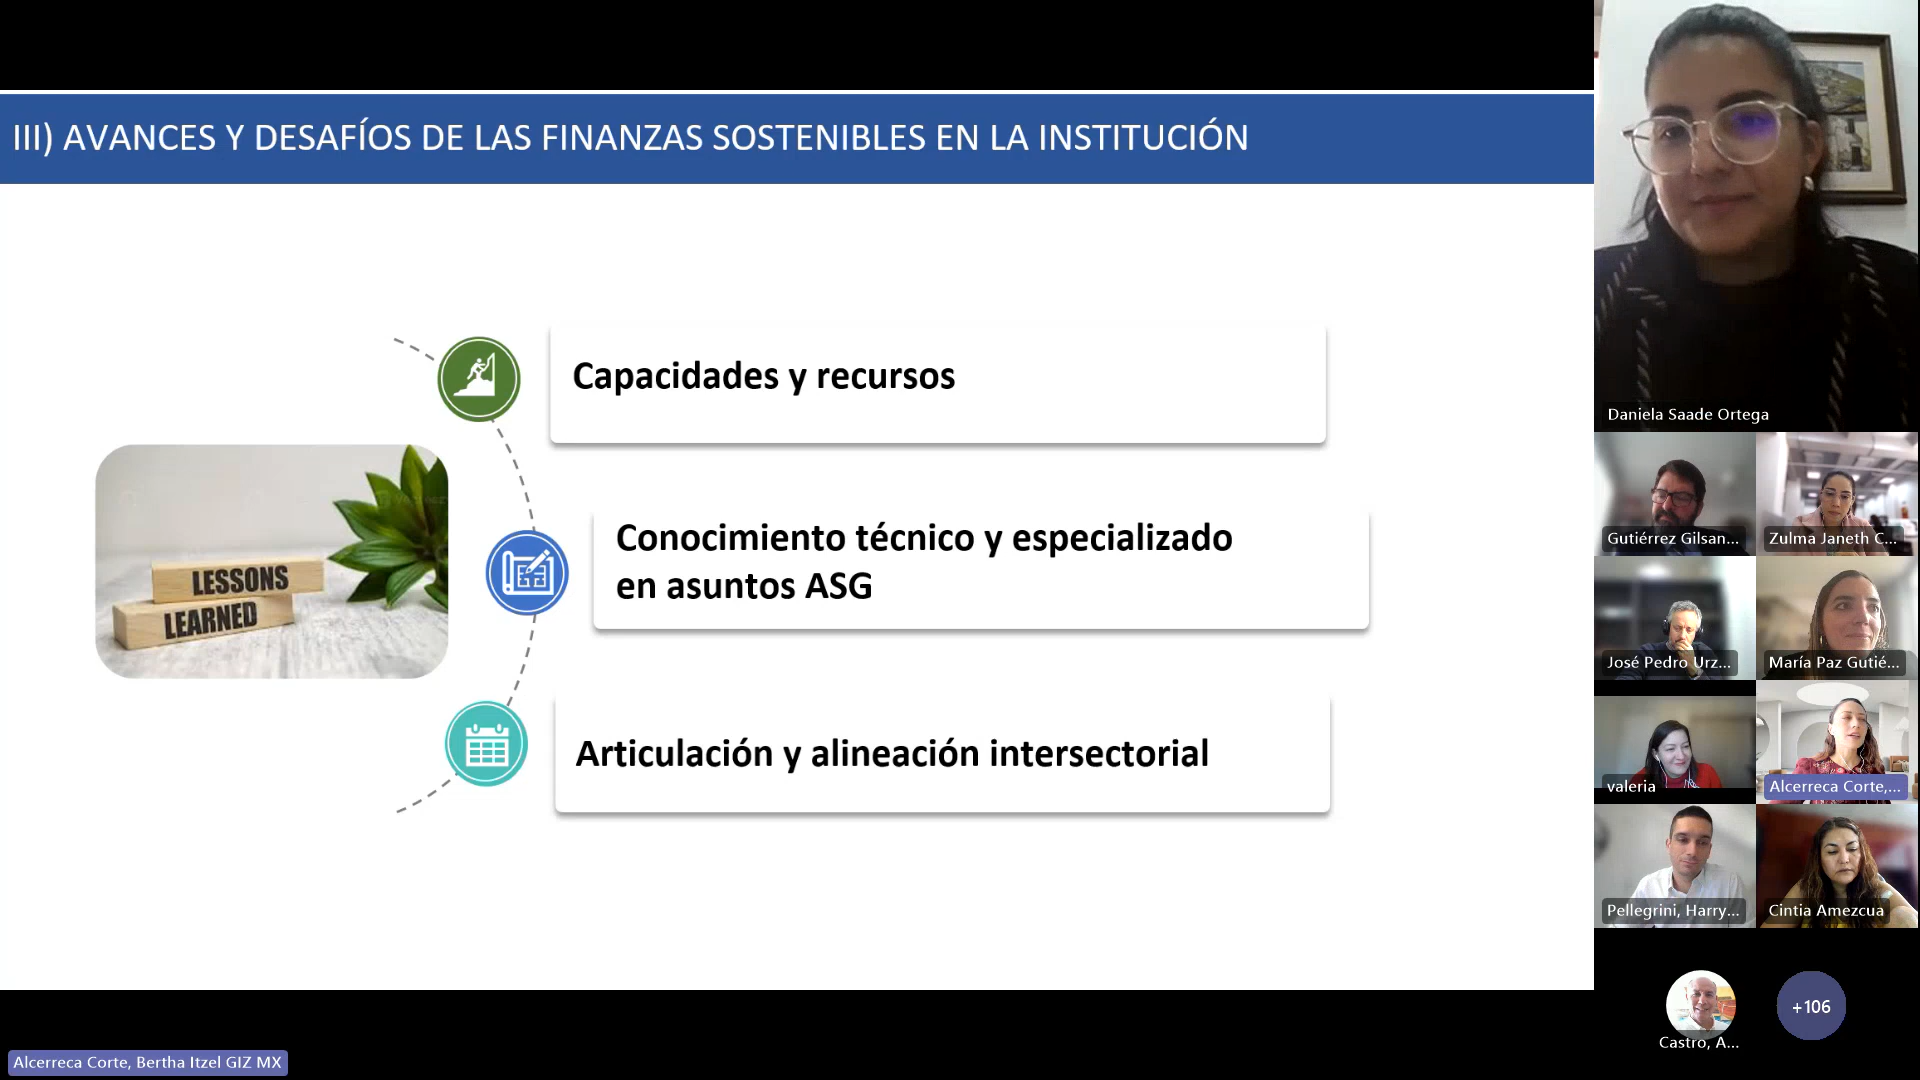 III) AVANCES Y DESAFÍOS DE LAS FINANZAS SOSTENIBLES EN LA INSTITUCIÓN
Capacidades y recursos
Conocimiento técnico y especializado
en asuntos ASG
Articulación y alineación intersectorial
LESSONS
LEARNED
Daniela Saade Ortega
Gutiérrez Gilsan...
Zulma Janeth C...
José Pedro Urz...
María Paz Gutié...
valeria
Alcerreca Corte,...
Pellegrini, Harry...
Cintia Amezcua
Castro, A...
+106
Alcerreca Corte, Bertha Itzel GIZ MX